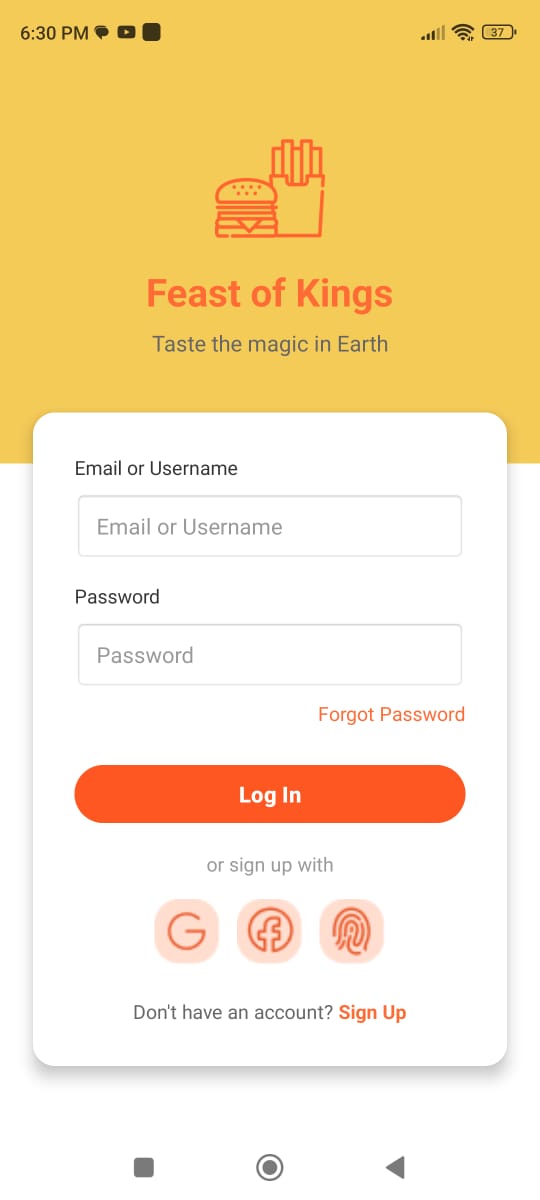 6:30 PM
37
Feast of Kings
Taste the magic in Earth
Email or Username
Email or Username
Password
Password
Forgot Password
Log In
or sign up with
Don't have an account? Sign Up